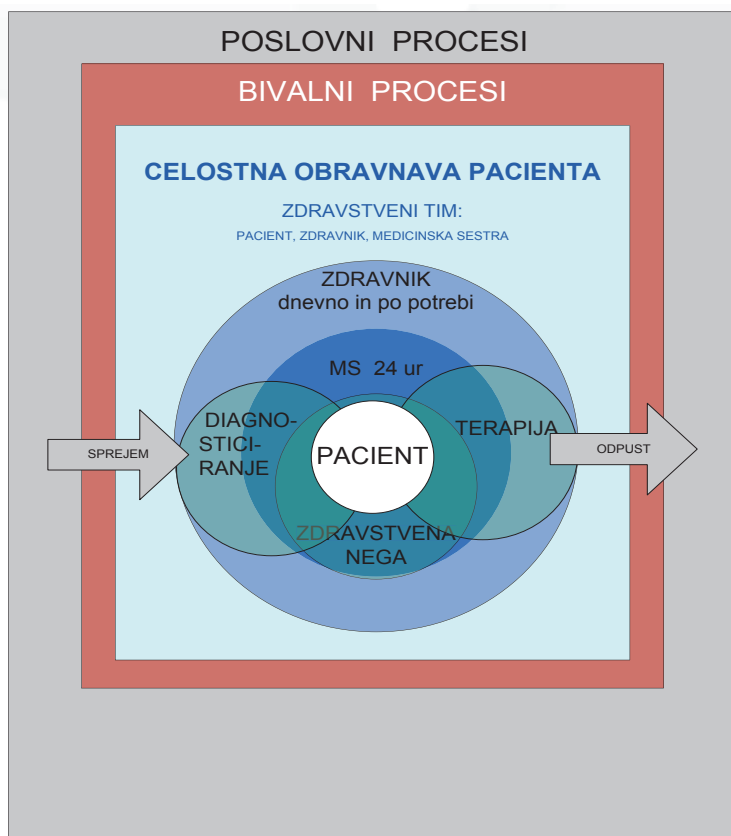 POSLOVNI PROCESI
BIVALNI PROCESI
CELOSTNA OBRAVNAVA PACIENTA
ZDRAVSTVENI TIM:
PACIENT, ZDRAVNIK, MEDICINSKA SESTRA
ZDRAVNIK
dnevno in po potrebi
MS 24 ur
DIAGNO-
STICI-
RANJE
TERAPIJA
SPREJEM
PACIENT
ODPUST
ZDRAVSTVENA
NEGA